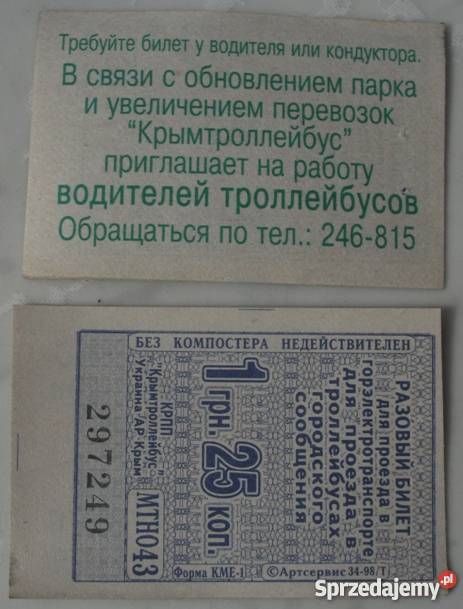 Требуйте билет у водителя или кондуктора.
В связи с обновлением парка
и увеличением перевозок
"Крымтроллейбус"
приглашает на работу
водителей троллейбусов
Обращаться по тел.: 246-815
БЕЗ КОМПОСТЕРА НЕДЕЙСТВИТЕЛЕН
РАЗОВЫЙ БИЛЕТ
для проезда в
горэлектротранспорте
для проезда в
троллейбусах
городского
сообщения
1 грн. 25 коп.
КРПП
"Крымтроллейбус"
украина АР Крым
МТН043
297249
Форма КМЕ-1
©Артсервис 34-98/Т
Sprzedajemy.pl